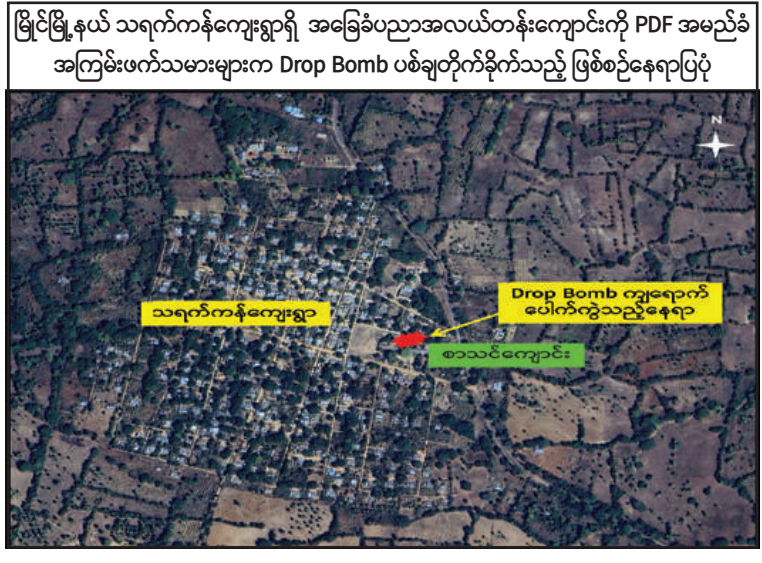 မြိုင်မြို့နယ် သရက်ကန်ကျေးရွာရှိ အခြေခံပညာအလယ်တန်းကျောင်းကို PDF အမည်ခံ
အကြမ်းဖက်သမားများက Drop Bomb ပစ်ချတိုက်ခိုက်သည့် ဖြစ်စဉ်နေရာပြပုံ
N
Drop Bomb ကျရောက်
ပေါက်ကွဲသည့်နေရာ
သရက်ကန်ကျေးရွာ
စာသင်ကျောင်း